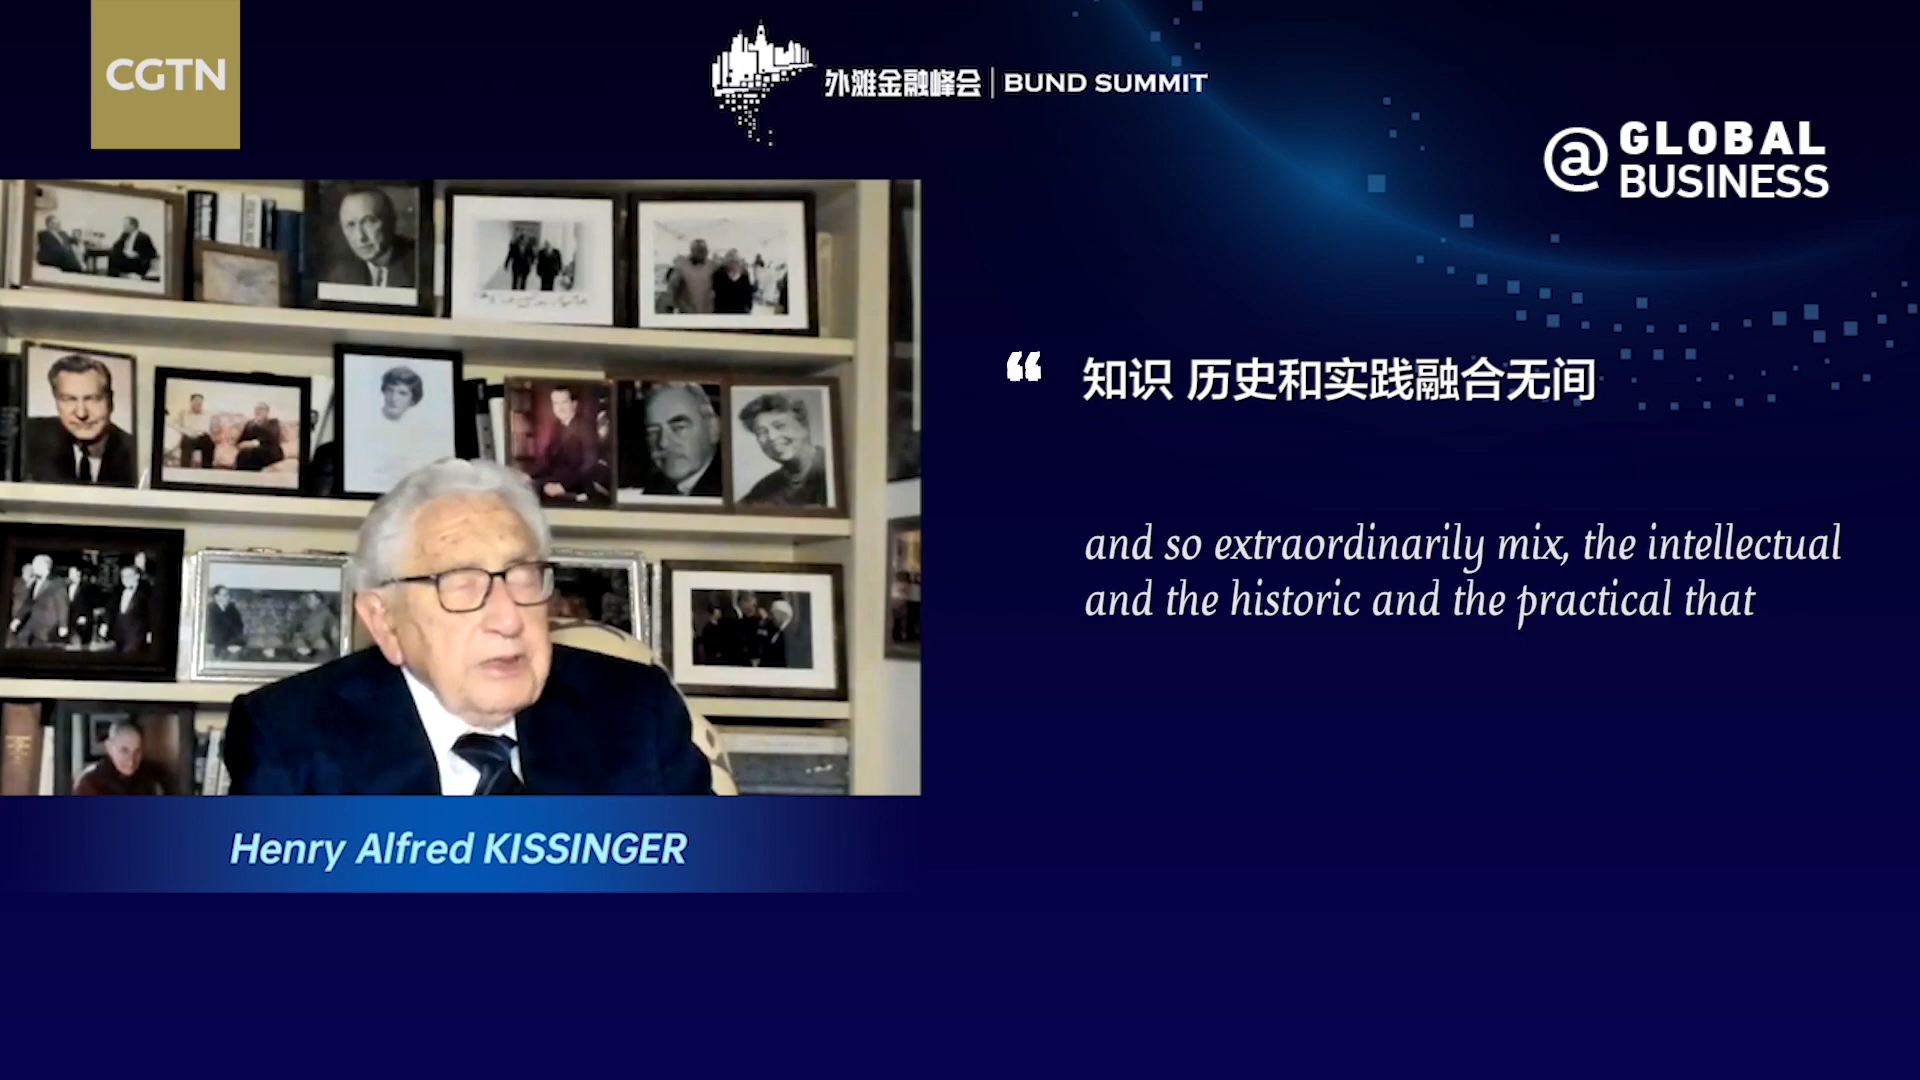 CGTN
外滩金融峰会 | BUND SUMMIT
@GLOBAL
BUSINESS
“ 知识 历史和实践融合无间
and so extraordinarily mix, the intellectual
and the historic and the practical that
Henry Alfred KISSINGER